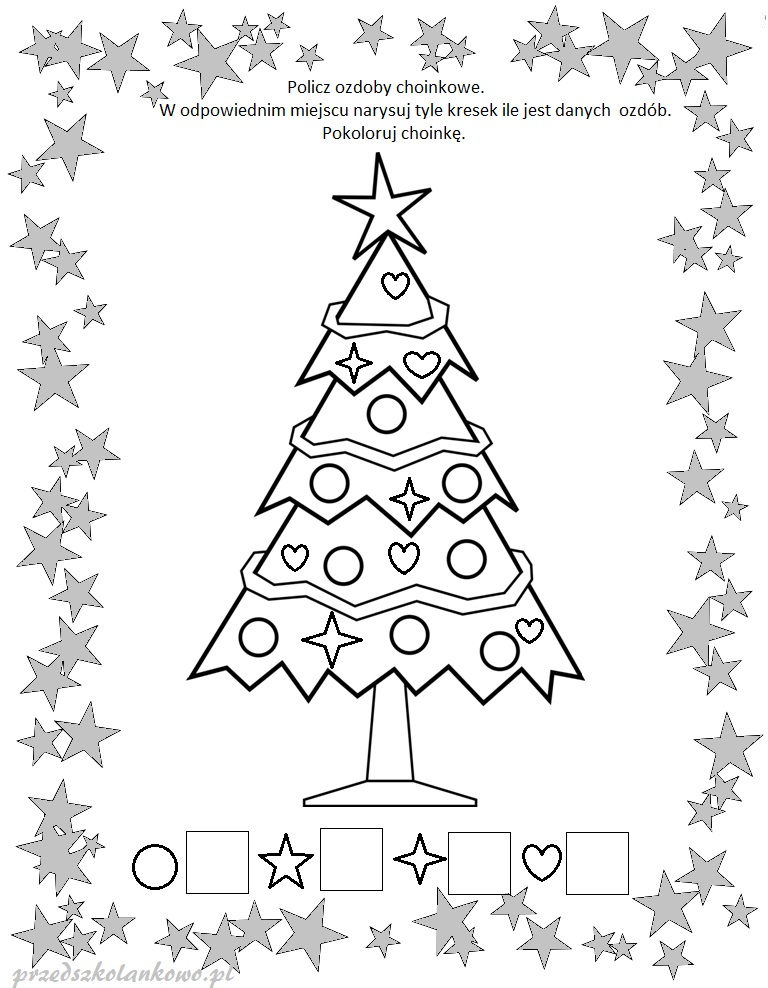 Policz ozdoby choinkowe.
W odpowiednim miejscu narysuj tyle kresek ile jest danych ozdób.
Pokoloruj choinkę.
przedszkolankowo.pl